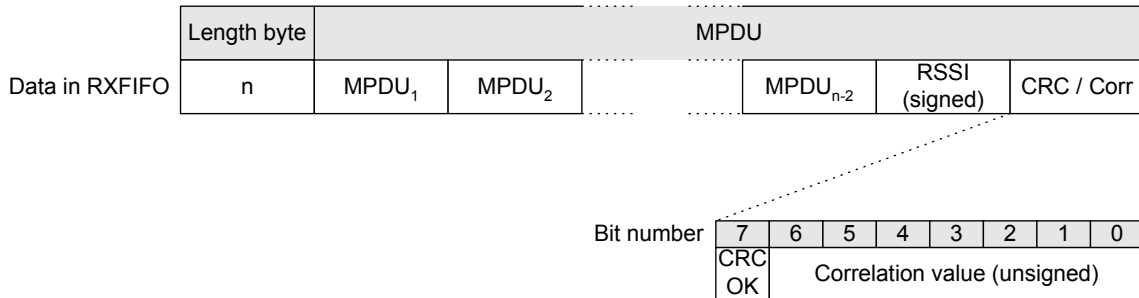 Length byte MPDU
Data in RXFIFO n MPDU₁ MPDU₂ MPDUₙ₋₂ RSSI (signed) CRC / Corr
Bit number 7 6 5 4 3 2 1 0
CRC OK Correlation value (unsigned)